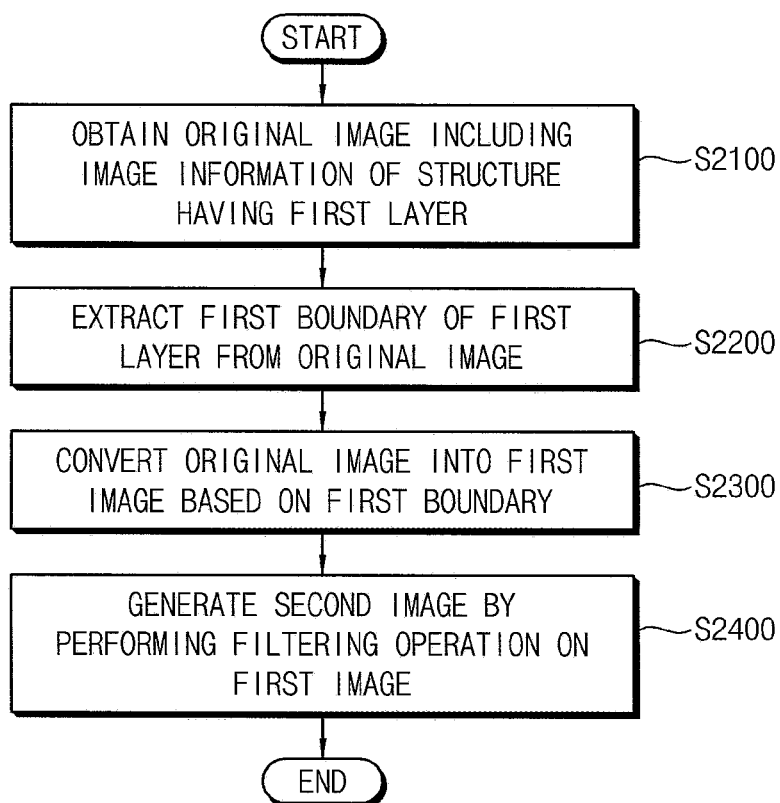 START
OBTAIN ORIGINAL IMAGE INCLUDING
IMAGE INFORMATION OF STRUCTURE
HAVING FIRST LAYER
S2100
EXTRACT FIRST BOUNDARY OF FIRST
LAYER FROM ORIGINAL IMAGE
S2200
CONVERT ORIGINAL IMAGE INTO FIRST
IMAGE BASED ON FIRST BOUNDARY
S2300
GENERATE SECOND IMAGE BY
PERFORMING FILTERING OPERATION ON
FIRST IMAGE
S2400
END